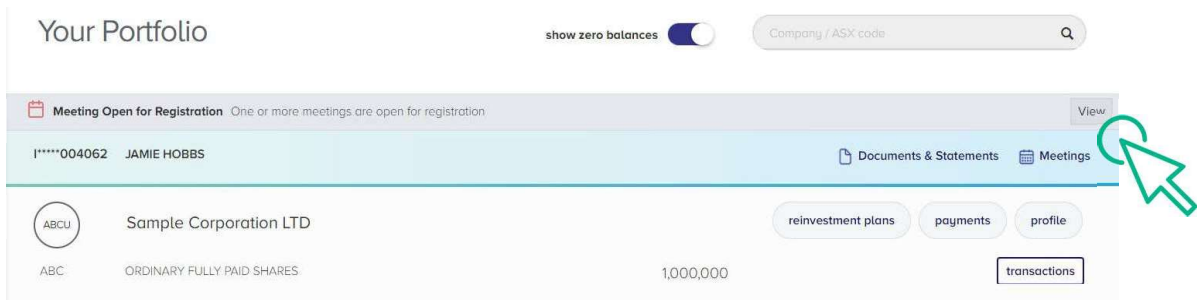 Your Portfolio show zero balances Company / ASX code
Meeting Open for Registration One or more meetings are open for registration View
I*****004062 JAMIE HOBBS Documents & Statements Meetings
ABCU Sample Corporation LTD reinvestment plans payments profile
ABC ORDINARY FULLY PAID SHARES 1,000,000 transactions